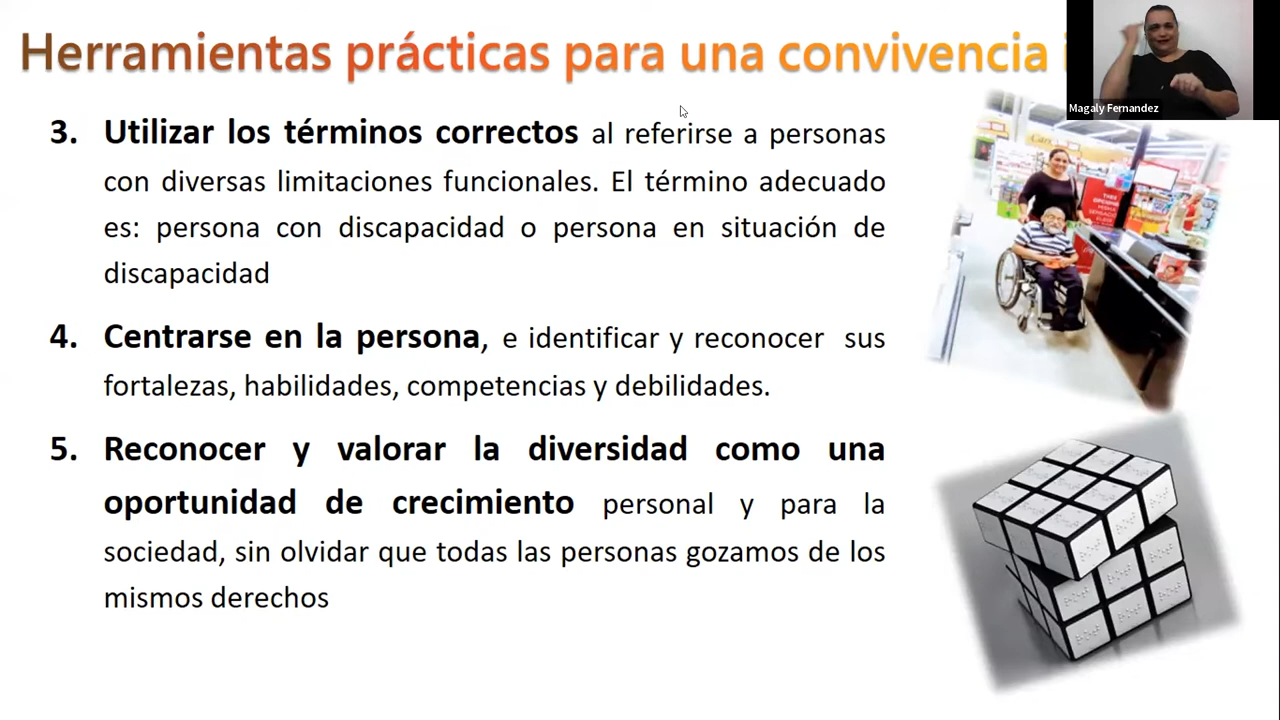 Herramientas prácticas para una convivencia i
Magaly Fernandez
3. Utilizar los términos correctos al referirse a personas
con diversas limitaciones funcionales. El término adecuado
es: persona con discapacidad o persona en situación de
discapacidad
4. Centrarse en la persona, e identificar y reconocer sus
fortalezas, habilidades, competencias y debilidades.
5. Reconocer y valorar la diversidad como una
oportunidad de crecimiento personal y para la
sociedad, sin olvidar que todas las personas gozamos de los
mismos derechos